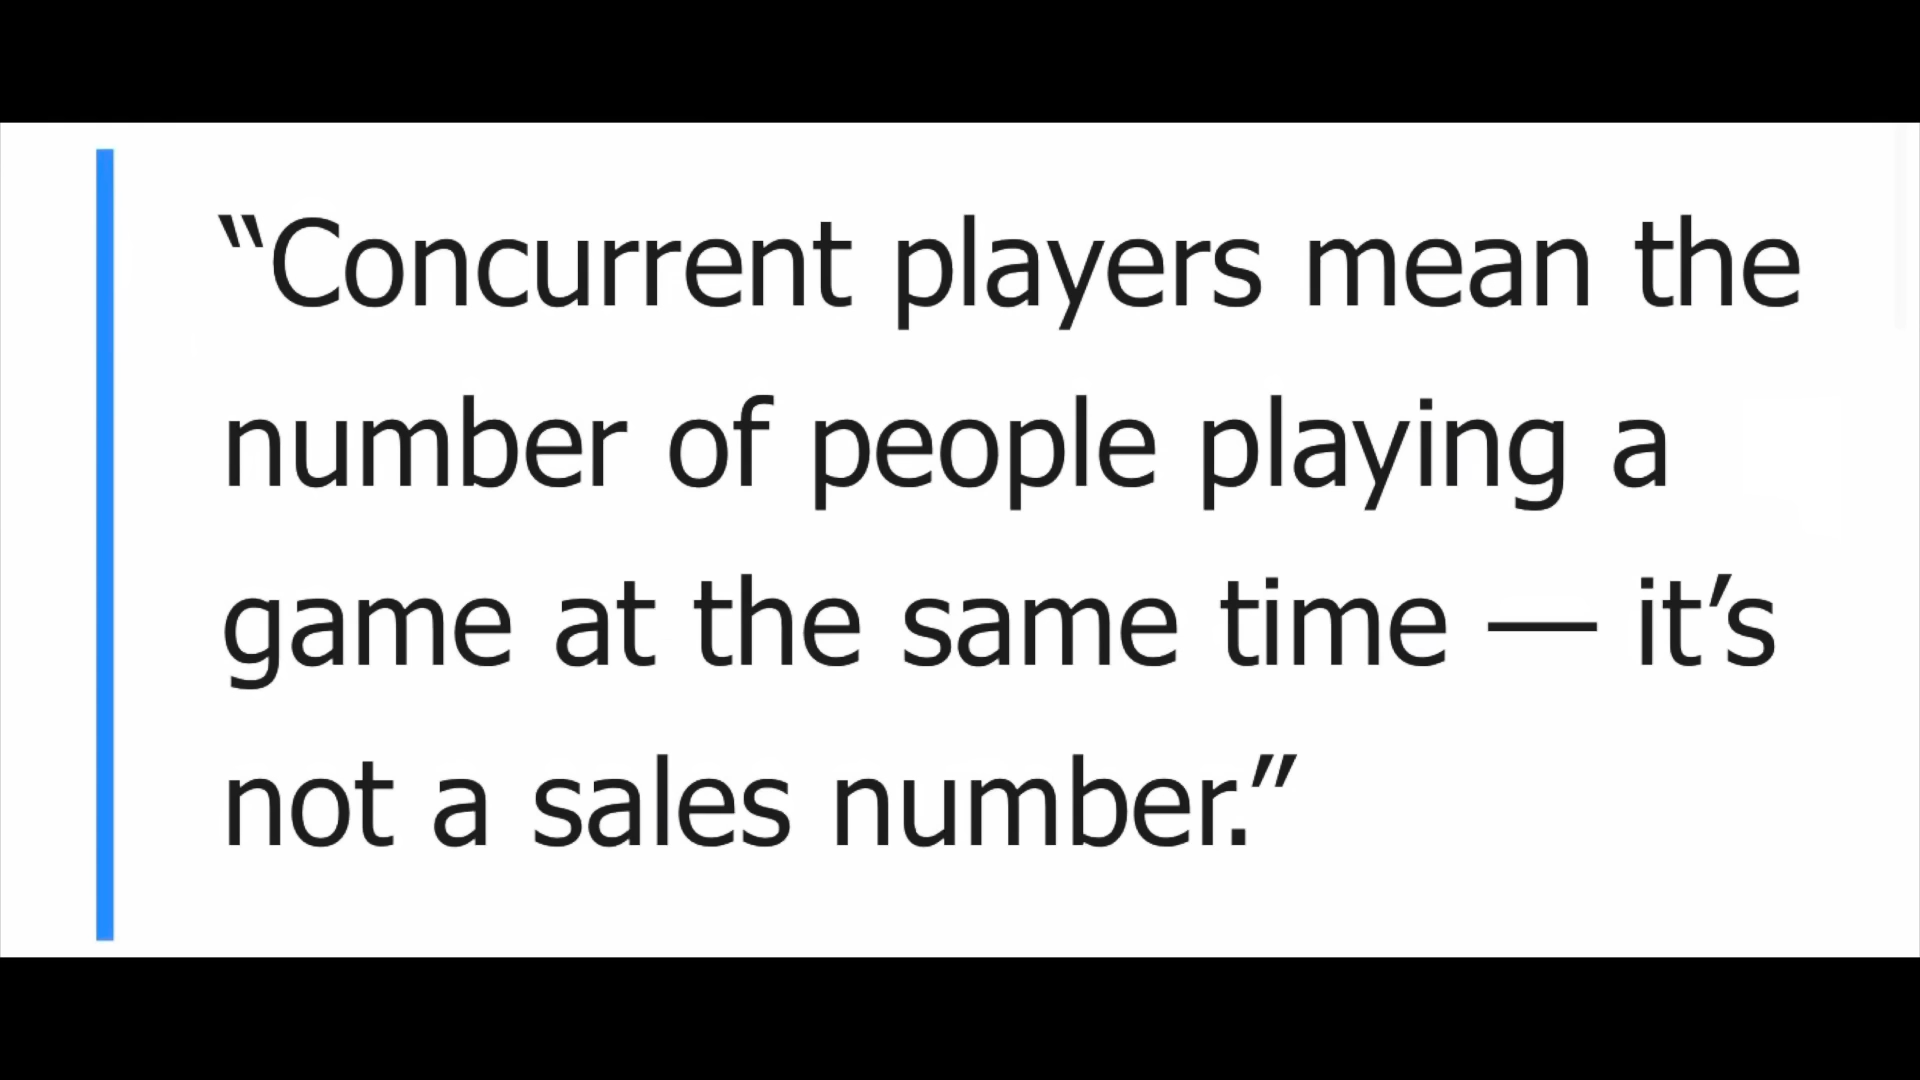 “Concurrent players mean the
number of people playing a
game at the same time — it’s
not a sales number.”